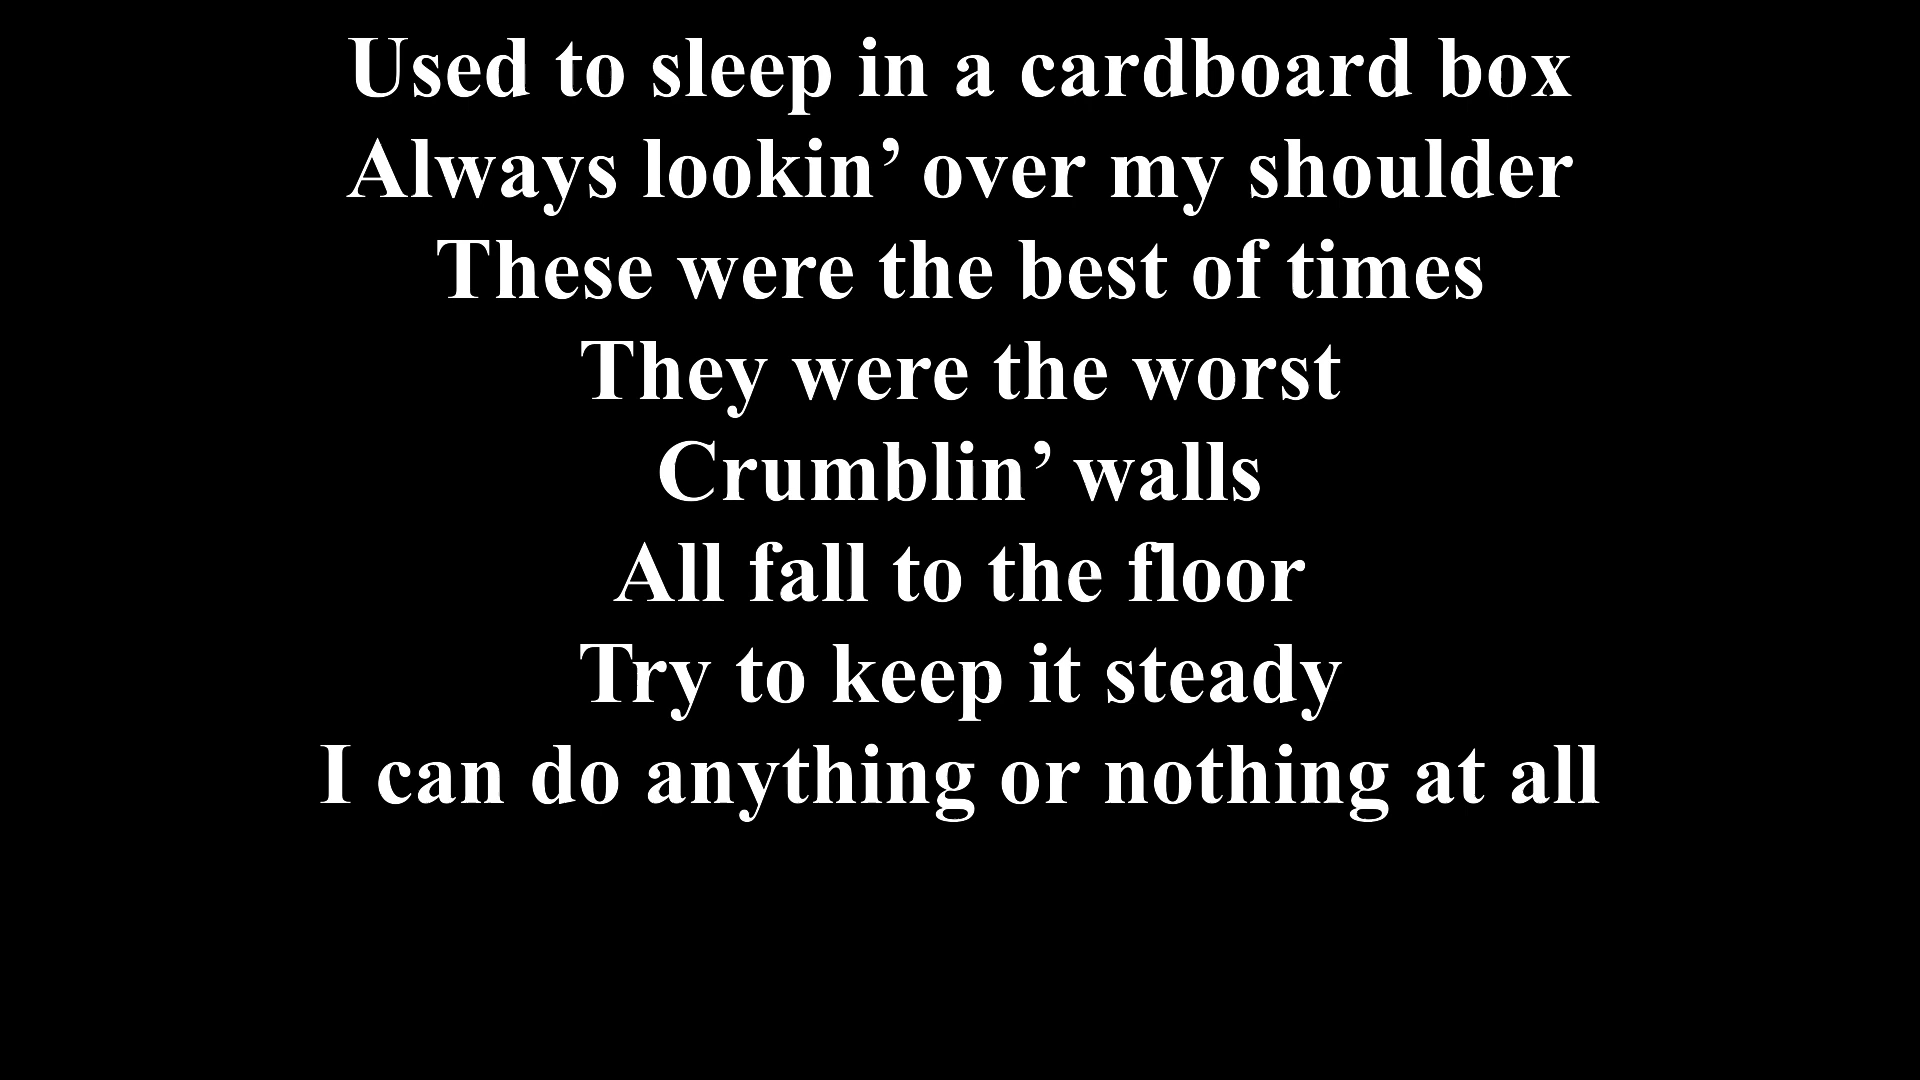 Used to sleep in a cardboard box
Always lookin’ over my shoulder
These were the best of times
They were the worst
Crumblin’ walls
All fall to the floor
Try to keep it steady
I can do anything or nothing at all